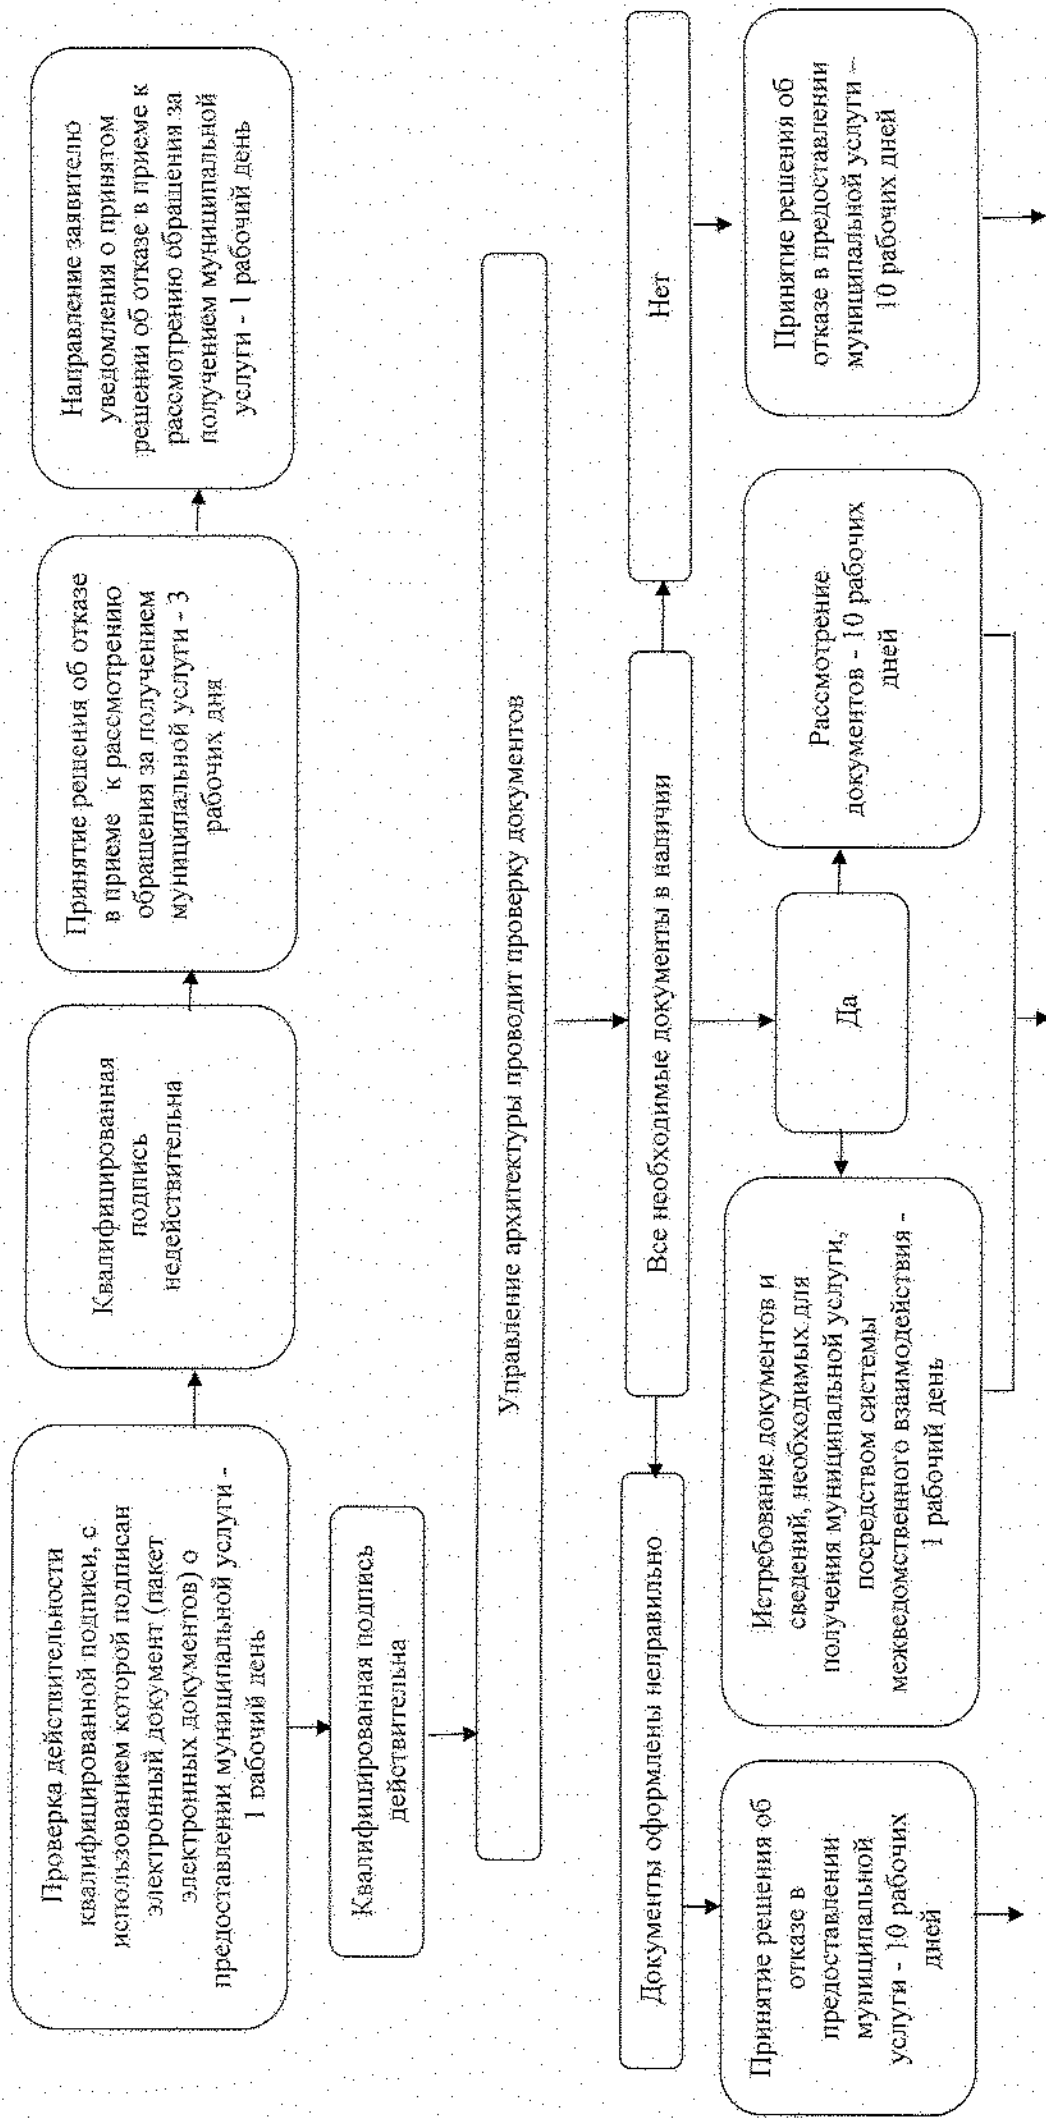 Проверка действительности
квалифицированной подписи, с
использованием которой подписан
электронный документ (пакет
электронных документов) о
предоставлении муниципальной услуги -
1 рабочий день
Квалифицированная
подпись
недействительна
Принятие решения об отказе
в приеме к рассмотрению
обращения за получением
муниципальной услуги - 3
рабочих дня
Направление заявителю
уведомления о принятом
решении об отказе в приеме к
рассмотрению обращения за
получением муниципальной
услуги - 1 рабочий день
Квалифицированная подпись
действительна
Управление архитектуры проводит проверку документов
Документы оформлены неправильно
Все необходимые документы в наличии
Нет
Принятие решения об
отказе в
предоставлении
муниципальной
услуги - 10 рабочих
дней
Истребование документов и
сведений, необходимых для
получения муниципальной услуги,
посредством системы
межведомственного взаимодействия -
1 рабочий день
Да
Рассмотрение
документов - 10 рабочих
дней
Принятие решения об
отказе в предоставлении
муниципальной услуги –
10 рабочих дней